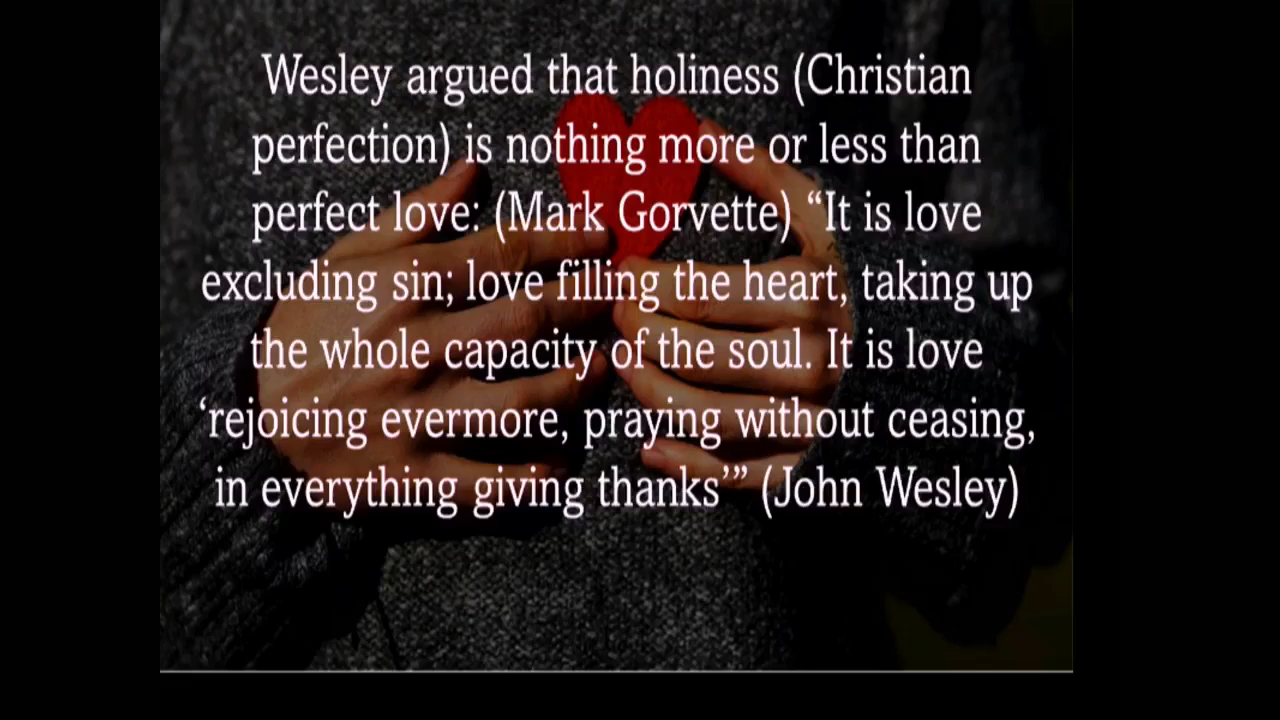 Wesley argued that holiness (Christian
perfection) is nothing more or less than
perfect love: (Mark Gorvette) “It is love
excluding sin; love filling the heart, taking up
the whole capacity of the soul. It is love
‘rejoicing evermore, praying without ceasing,
in everything giving thanks’” (John Wesley)